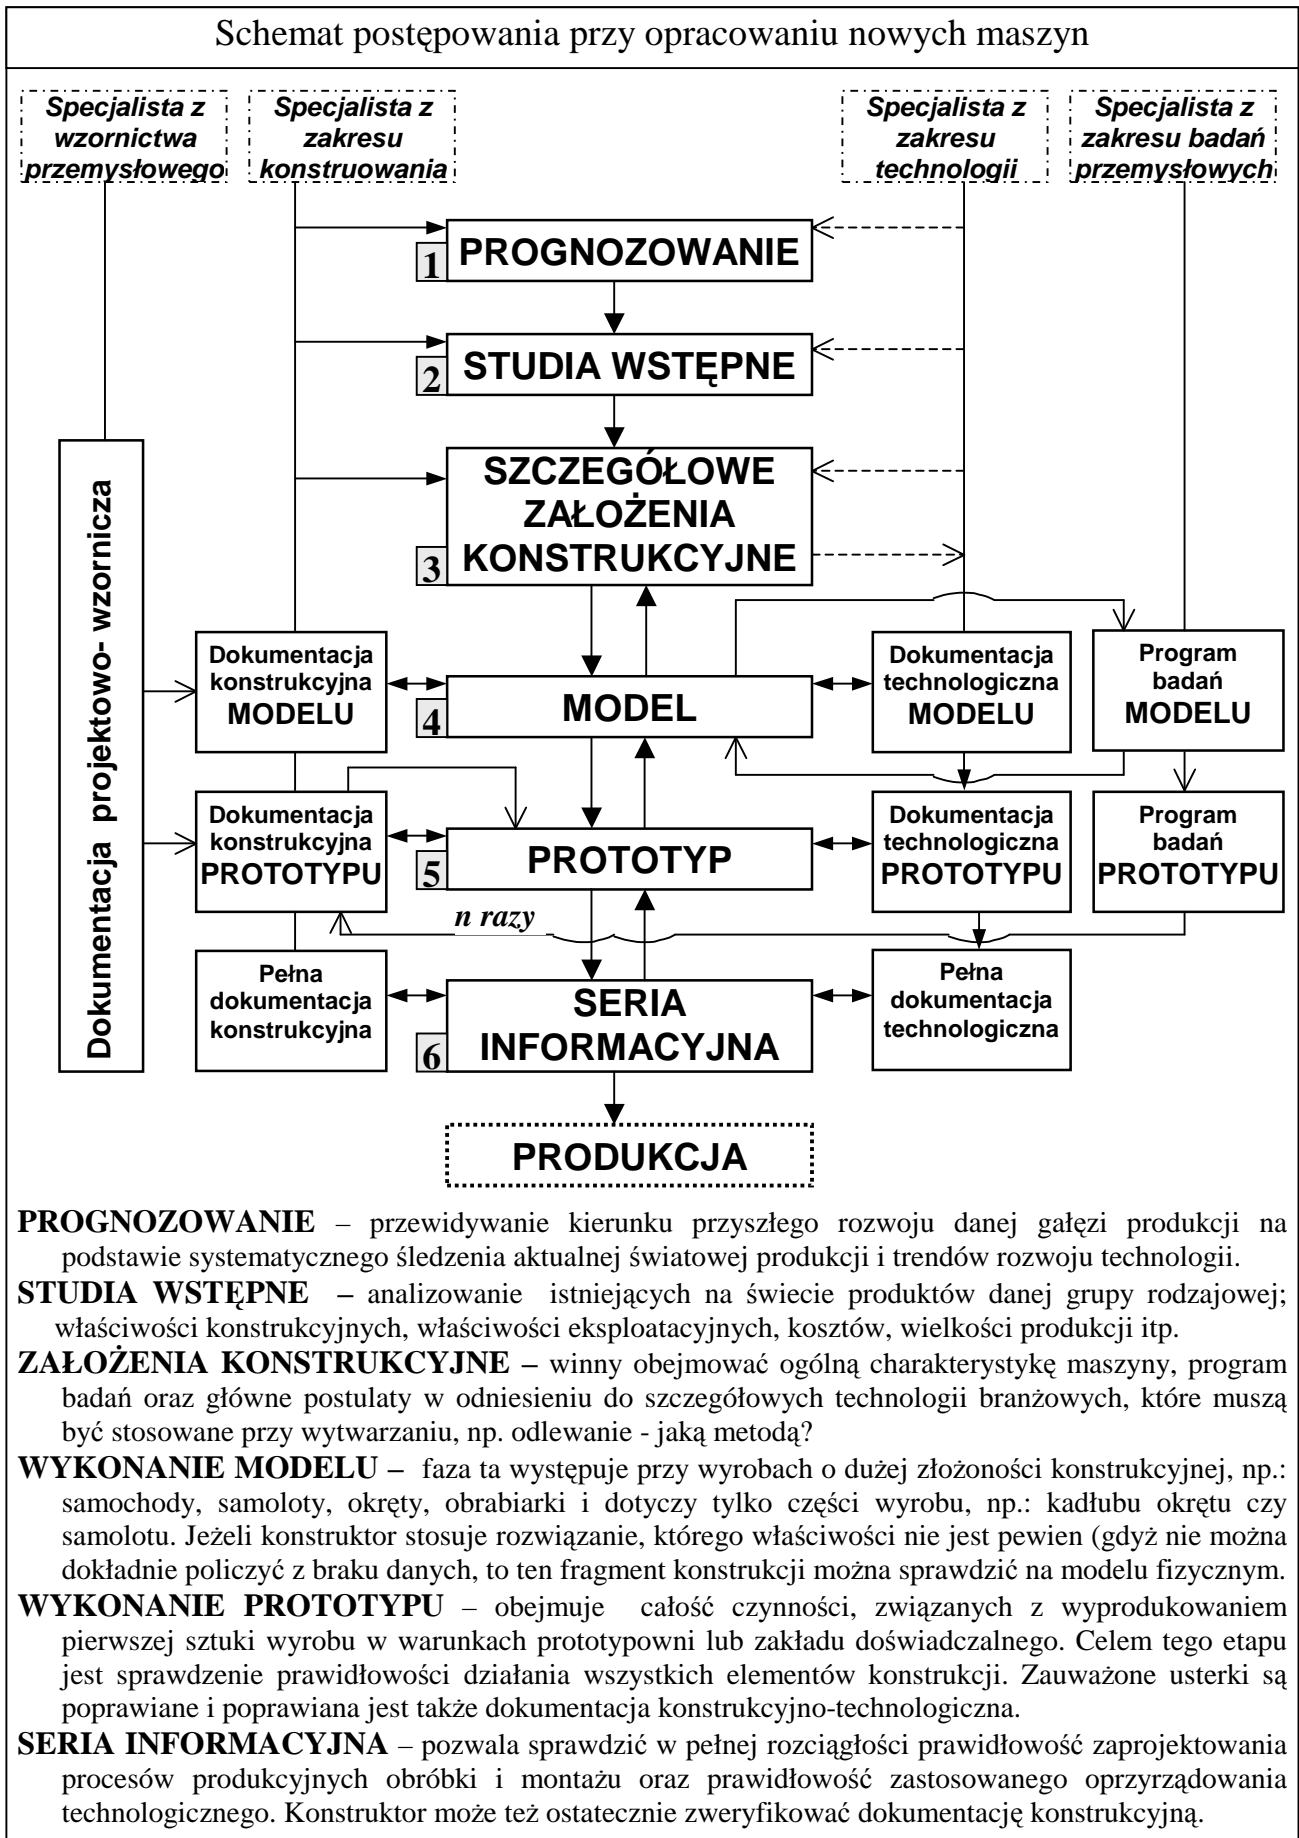 Schemat postępowania przy opracowaniu nowych maszyn
Specjalista z
wzornictwa
przemysłowego
Specjalista z
zakresu
konstruowania
Specjalista z
zakresu
technologii
Specjalista z
zakresu badań
przemysłowych
1
PROGNOZOWANIE
2
STUDIA WSTĘPNE
3
SZCZEGÓŁOWE
ZAŁOŻENIA
KONSTRUKCYJNE
Dokumentacja projektowo- wzornicza
Dokumentacja
konstrukcyjna
MODELU
4
MODEL
Dokumentacja
technologiczna
MODELU
Program
badań
MODELU
Dokumentacja
konstrukcyjna
PROTOTYPU
5
PROTOTYP
Dokumentacja
technologiczna
PROTOTYPU
Program
badań
PROTOTYPU
n razy
Pełna
dokumentacja
konstrukcyjna
6
SERIA
INFORMACYJNA
Pełna
dokumentacja
technologiczna
PRODUKCJA
PROGNOZOWANIE – przewidywanie kierunku przyszłego rozwoju danej gałęzi produkcji na
podstawie systematycznego śledzenia aktualnej światowej produkcji i trendów rozwoju technologii.
STUDIA WSTĘPNE – analizowanie istniejących na świecie produktów danej grupy rodzajowej;
właściwości konstrukcyjnych, właściwości eksploatacyjnych, kosztów, wielkości produkcji itp.
ZAŁOŻENIA KONSTRUKCYJNE – winny obejmować ogólną charakterystykę maszyny, program
badań oraz główne postulaty w odniesieniu do szczegółowych technologii branżowych, które muszą
być stosowane przy wytwarzaniu, np. odlewanie - jaką metodą?
WYKONANIE MODELU – faza ta występuje przy wyrobach o dużej złożoności konstrukcyjnej, np.:
samochody, samoloty, okręty, obrabiarki i dotyczy tylko części wyrobu, np.: kadłubu okrętu czy
samolotu. Jeżeli konstruktor stosuje rozwiązanie, którego właściwości nie jest pewien (gdyż nie można
dokładnie policzyć z braku danych, to ten fragment konstrukcji można sprawdzić na modelu fizycznym.
WYKONANIE PROTOTYPU – obejmuje całość czynności, związanych z wyprodukowaniem
pierwszej sztuki wyrobu w warunkach prototypowni lub zakładu doświadczalnego. Celem tego etapu
jest sprawdzenie prawidłowości działania wszystkich elementów konstrukcji. Zauważone usterki są
poprawiane i poprawiana jest także dokumentacja konstrukcyjno-technologiczna.
SERIA INFORMACYJNA – pozwala sprawdzić w pełnej rozciągłości prawidłowość zaprojektowania
procesów produkcyjnych obróbki i montażu oraz prawidłowość zastosowanego oprzyrządowania
technologicznego. Konstruktor może też ostatecznie zweryfikować dokumentację konstrukcyjną.